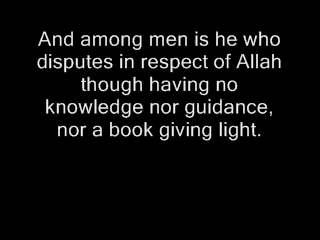 And among men is he who
disputes in respect of Allah
though having no
knowledge nor guidance,
nor a book giving light.